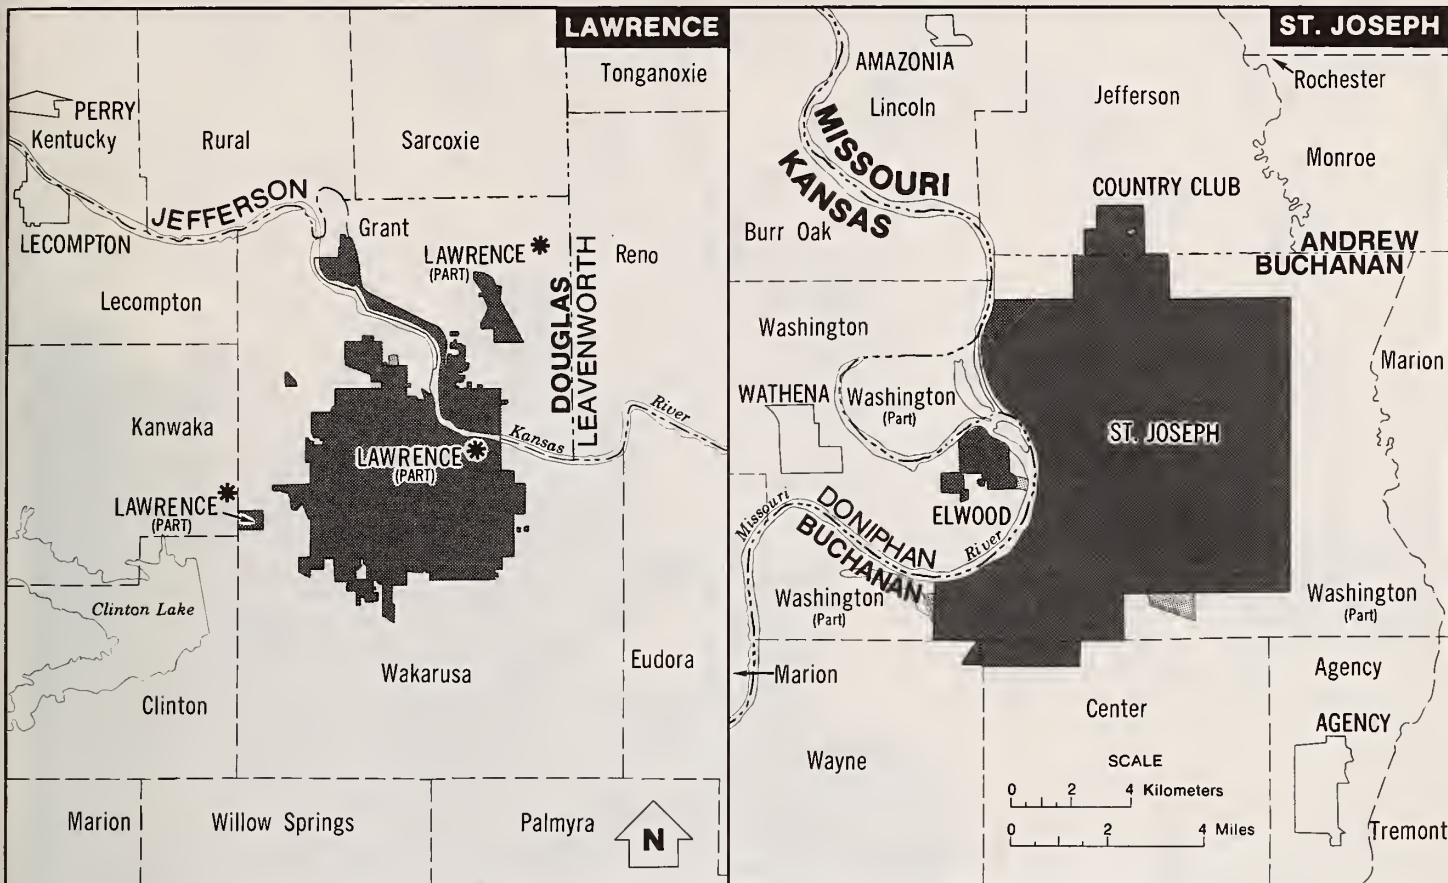 LAWRENCE
Tonganoxie
PERRY
Kentucky
Rural
Sarcoxie
JEFFERSON
Grant
LECOMPTON
LAWRENCE *
(PART)
Reno
DOUGLAS
LEAVENWORTH
Lecompton
Kanwaka
River
Kansas
LAWRENCE *
(PART)
LAWRENCE *
(PART)
Clinton Lake
Clinton
Wakarusa
Eudora
Marion
Willow Springs
Palmyra
N
ST. JOSEPH
AMAZONIA
Lincoln
Jefferson
Rochester
Monroe
MISSOURI
KANSAS
COUNTRY CLUB
Burr Oak
ANDREW
BUCHANAN
Washington
Marion
WATHENA
Washington
(Part)
ST. JOSEPH
ELWOOD
Missouri
River
DONIPHAN
BUCHANAN
Washington
(Part)
Washington
(Part)
Marion
Agency
Center
AGENCY
Wayne
SCALE
0 2 4 Kilometers
0 2 4 Miles
Tremont